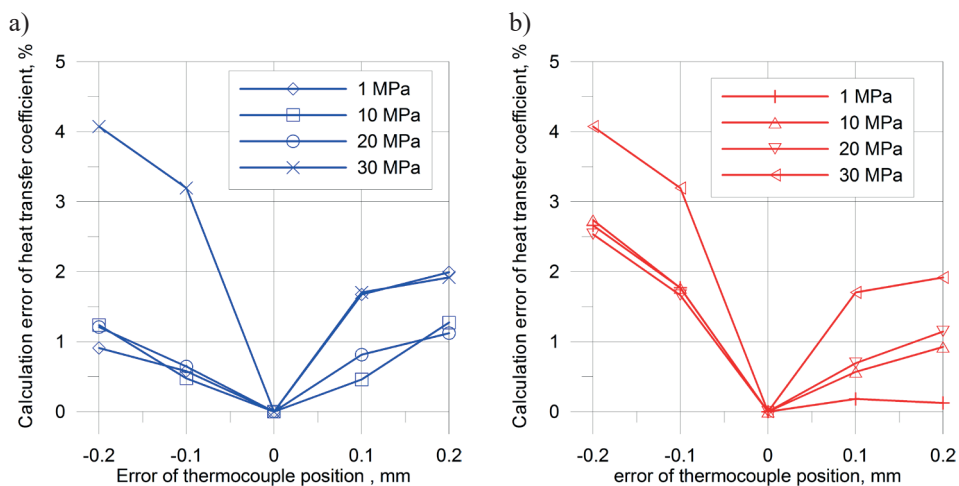 a)
Calculation error of heat transfer coefficient, %
5
4
3
2
1
0
1 MPa
10 MPa
20 MPa
30 MPa
-0.2 -0.1 0 0.1 0.2
Error of thermocouple position , mm
b)
Calculation error of heat transfer coefficient, %
5
4
3
2
1
0
1 MPa
10 MPa
20 MPa
30 MPa
-0.2 -0.1 0 0.1 0.2
error of thermocouple position, mm